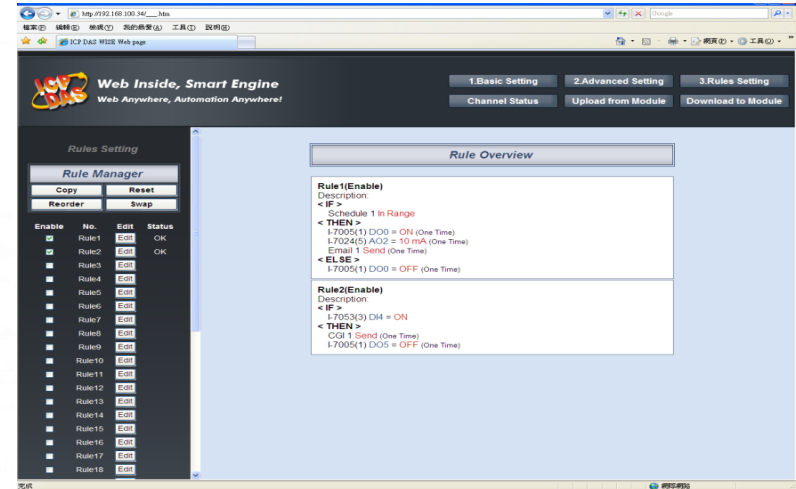 http://192.168.100.34/___.htm
Google
檔案(F) 編輯(E) 檢視(V) 我的最愛(A) 工具(T) 說明(H)
ICP DAS WISE Web page
網頁(P) 工具(O)
ICP DAS
Web Inside, Smart Engine
Web Anywhere, Automation Anywhere!
1.Basic Setting 2.Advanced Setting 3.Rules Setting
Channel Status Upload from Module Download to Module
Rules Setting
Rule Manager
Copy Reset
Reorder Swap
Enable No. Edit Status
Rule1 Edit OK
Rule2 Edit OK
Rule3 Edit
Rule4 Edit
Rule5 Edit
Rule6 Edit
Rule7 Edit
Rule8 Edit
Rule9 Edit
Rule10 Edit
Rule11 Edit
Rule12 Edit
Rule13 Edit
Rule14 Edit
Rule15 Edit
Rule16 Edit
Rule17 Edit
Rule18 Edit
Rule Overview
Rule1(Enable)
Description:
< IF >
Schedule 1 In Range
< THEN >
I-7005(1) DO0 = ON (One Time)
I-7024(5) AO2 = 10 mA (One Time)
Email 1 Send (One Time)
< ELSE >
I-7005(1) DO0 = OFF (One Time)
Rule2(Enable)
Description:
< IF >
I-7053(3) DI4 = ON
< THEN >
CGI 1 Send (One Time)
I-7005(1) DO5 = OFF (One Time)
完成
網際網路